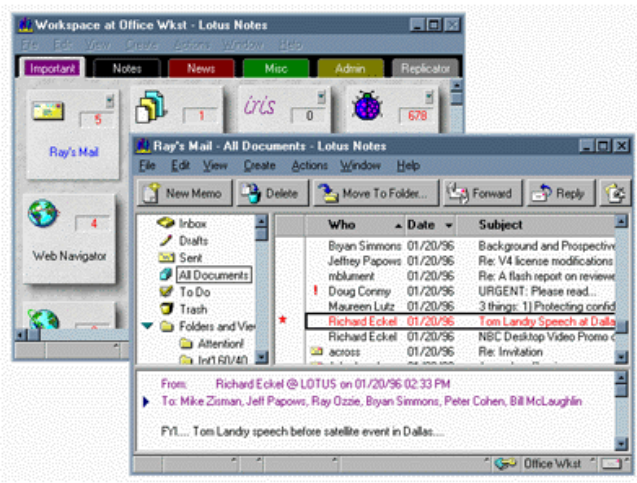 Workspace at Office Wkst - Lotus Notes
File Edit View Create Actions Window Help
Important Notes News Misc Admin Replicator
5 1 iris 0 678
Ray's Mail
4
Web Navigator
Ray's Mail - All Documents - Lotus Notes
File Edit View Create Actions Window Help
New Memo Delete Move To Folder... Forward Reply
Who Date Subject
Inbox
Drafts
Sent
All Documents
To Do
Trash
Folders and Vie
Attention!
Int'l 60/40
Bryan Simmons 01/20/96 Background and Prospective
Jeffrey Papows 01/20/96 Re: V4 license modifications
mblument 01/20/96 Re: A flash report on reviewe
! Doug Conmy 01/20/96 URGENT: Please read...
Maureen Lutz 01/20/96 3 things: 1) Protecting confid
Richard Eckel 01/20/96 Tom Landry Speech at Dalla
Richard Eckel 01/20/96 NBC Desktop Video Promo
across 01/20/96 Re: Invitation
From: Richard Eckel @ LOTUS on 01/20/96 02:33 PM
To: Mike Zisman, Jeff Papows, Ray Ozzie, Bryan Simmons, Peter Cohen, Bill McLaughlin
FYI.... Tom Landry speech before satellite event in Dallas....
Office Wkst